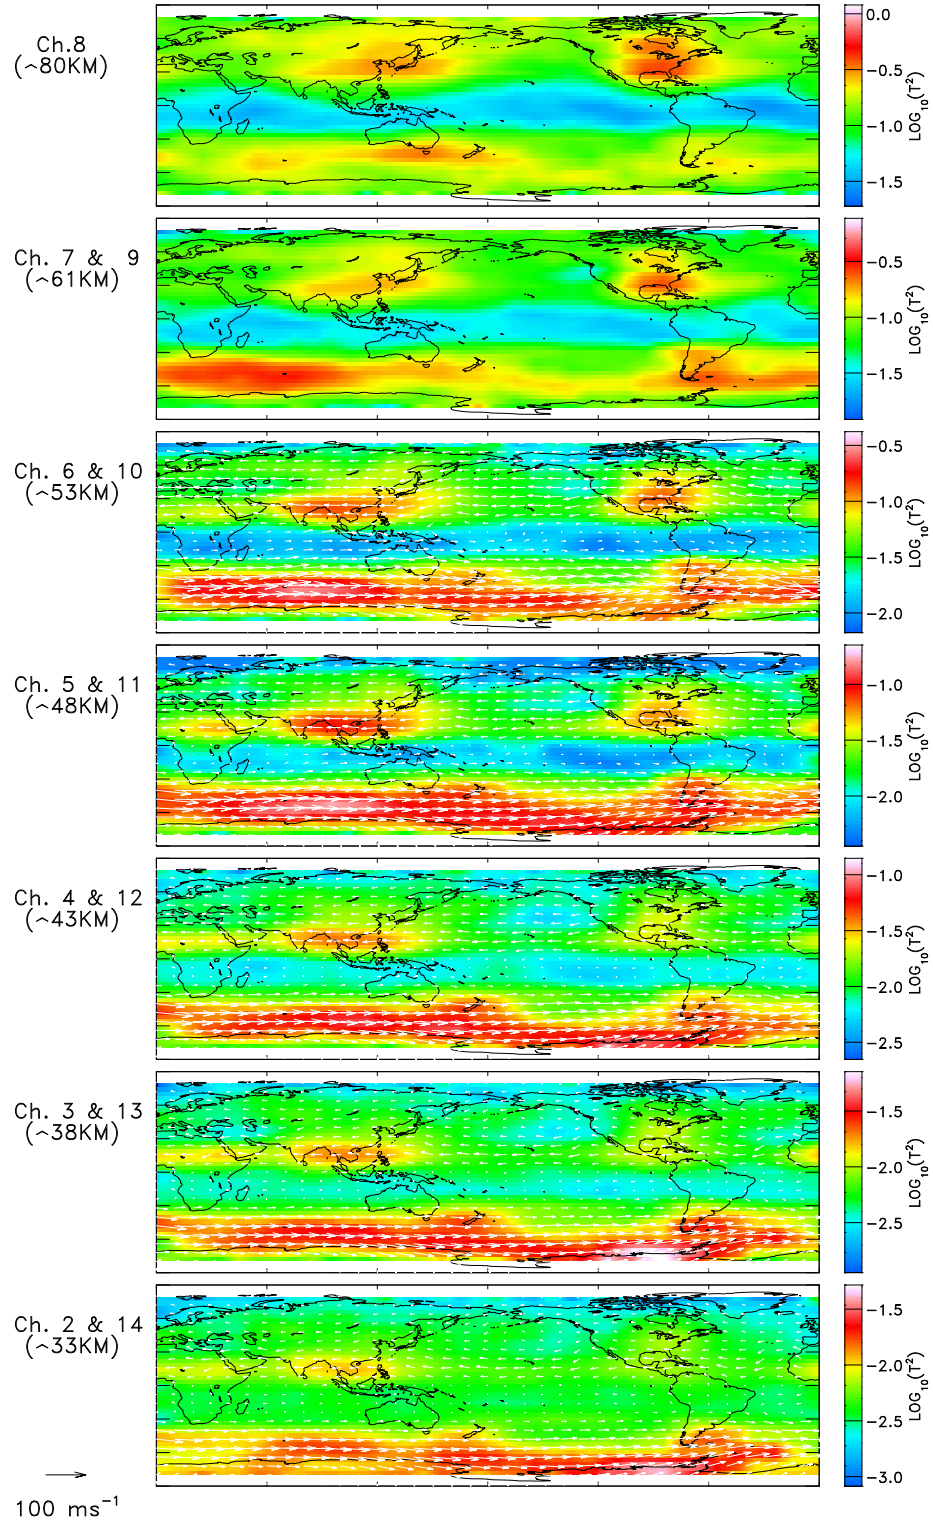 Ch.8
(~80KM)
0.0
−0.5
−1.0
−1.5
LOG10(T²)
Ch. 7 & 9
(~61KM)
−0.5
−1.0
−1.5
LOG10(T²)
Ch. 6 & 10
(~53KM)
−0.5
−1.0
−1.5
−2.0
LOG10(T²)
Ch. 5 & 11
(~48KM)
−1.0
−1.5
−2.0
LOG10(T²)
Ch. 4 & 12
(~43KM)
−1.0
−1.5
−2.0
−2.5
LOG10(T²)
Ch. 3 & 13
(~38KM)
−1.5
−2.0
−2.5
LOG10(T²)
Ch. 2 & 14
(~33KM)
−1.5
−2.0
−2.5
−3.0
LOG10(T²)
100 ms⁻¹